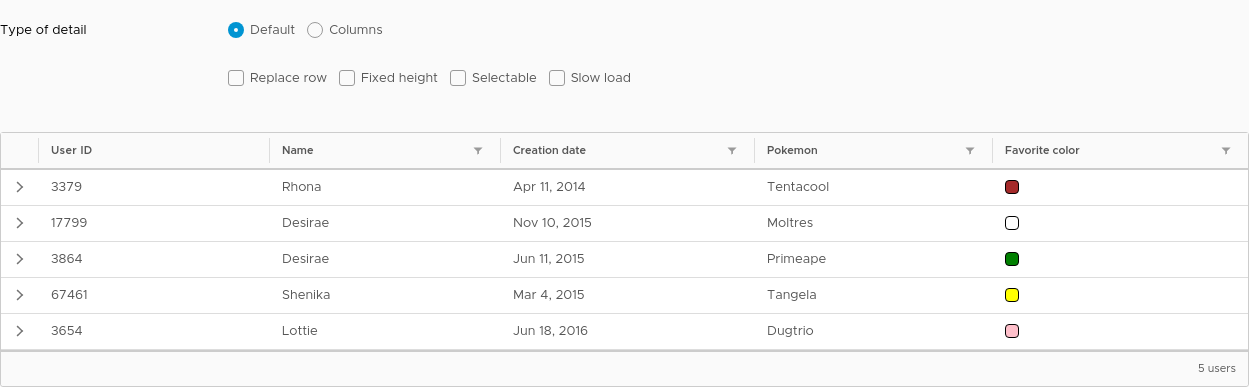 Type of detail Default Columns
Replace row Fixed height Selectable Slow load
User ID Name Creation date Pokemon Favorite color
3379 Rhona Apr 11, 2014 Tentacool
17799 Desirae Nov 10, 2015 Moltres
3864 Desirae Jun 11, 2015 Primeape
67461 Shenika Mar 4, 2015 Tangela
3654 Lottie Jun 18, 2016 Dugtrio
5 users